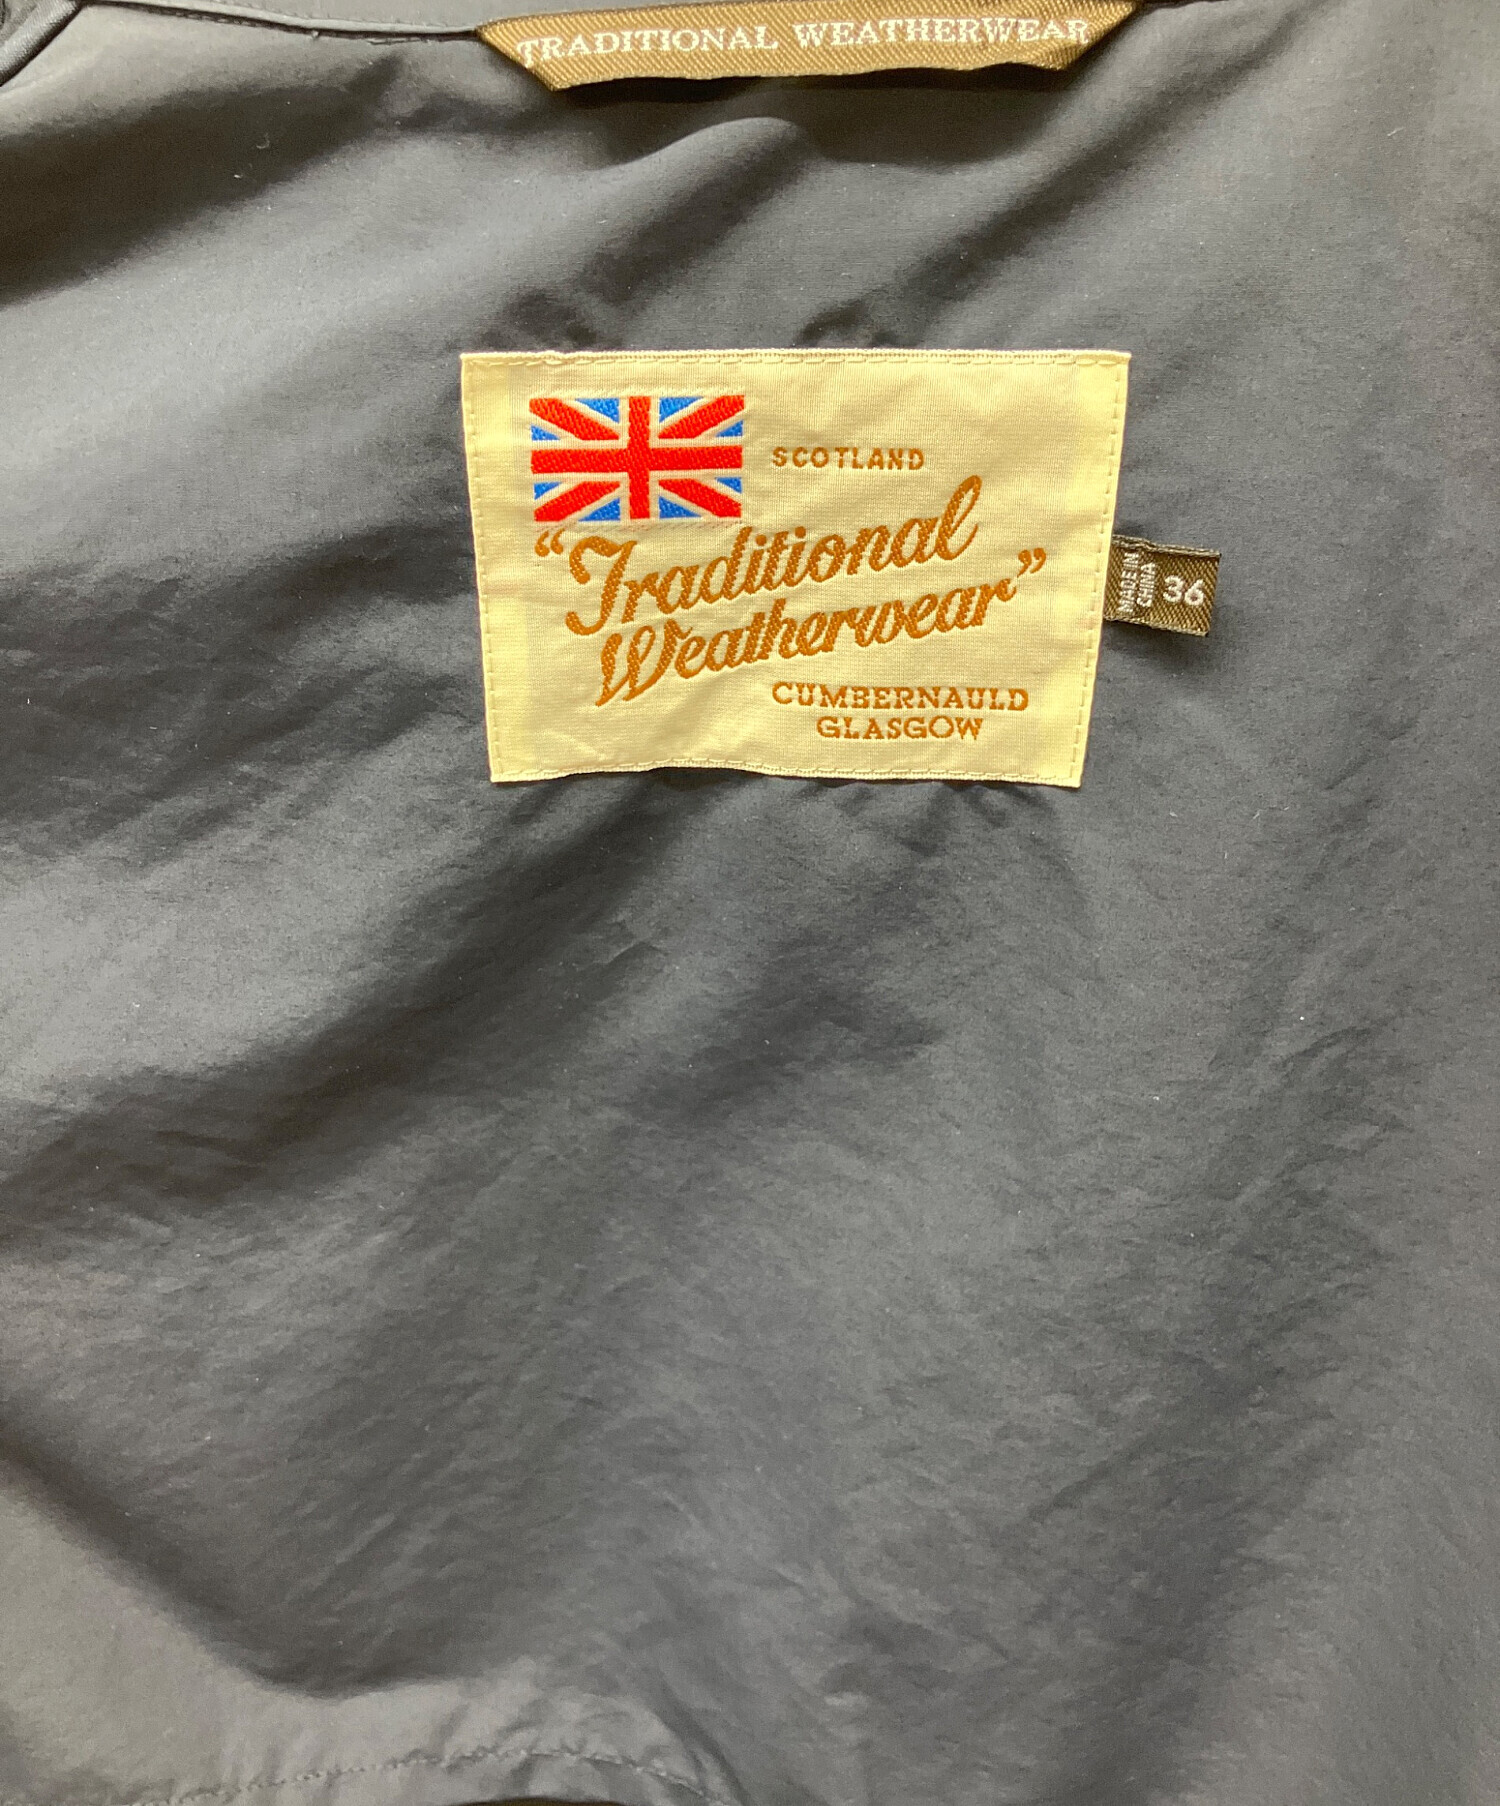 TRADITIONAL WEATHERWEAR
SCOTLAND
“Traditional
Weatherwear”
CUMBERNAULD
GLASGOW
MADE IN
CHINA
36